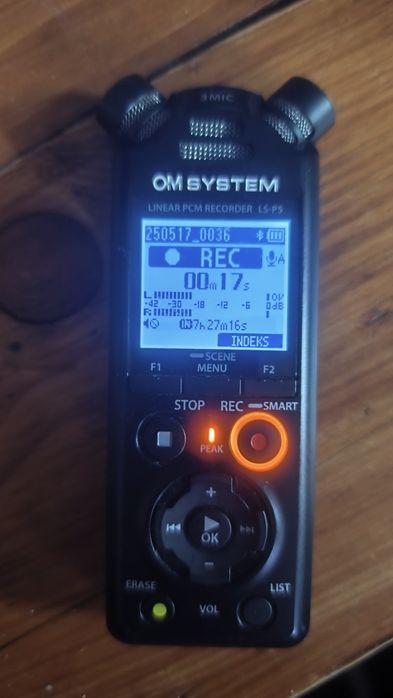 3MIC
OM SYSTEM
LINEAR PCM RECORDER LS-P5
250517_0036
REC
A
00m17s
L
-42 -30 -18 -12 -6 0dB
R
7h27m16s
INDEKS
SCENE
F1 MENU F2
STOP REC SMART
PEAK
+
OK
-
ERASE LIST
VOL